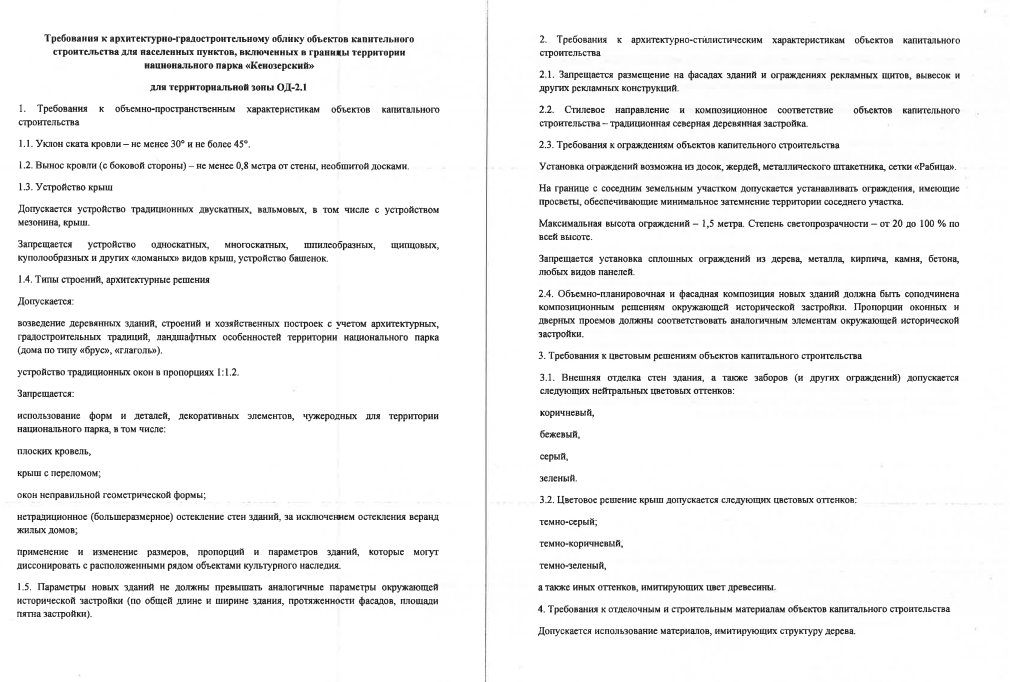 Требования к архитектурно-градостроительному облику объектов капительного
строительства для населенных пунктов, включенных в границы территории
национального парка «Кенозерский»
для территориальной зоны ОД-2.1
1. Требования к объемно-пространственным характеристикам объектов капитального
строительства
1.1. Уклон ската кровли – не менее 30° и не более 45°.
1.2. Вынос кровли (с боковой стороны) – не менее 0,8 метра от стены, необшитой досками.
1.3. Устройство крыш
Допускается устройство традиционных двускатных, вальмовых, в том числе с устройством
мезонина, крыш.
Запрещается устройство односкатных, многоскатных, шпилеобразных, щипцовых,
куполообразных и других «ломаных» видов крыш, устройство башенок.
1.4. Типы строений, архитектурные решения
Допускается:
возведение деревянных зданий, строений и хозяйственных построек с учетом архитектурных,
градостроительных традиций, ландшафтных особенностей территории национального парка
(дома по типу «брус», «глаголь»).
устройство традиционных окон в пропорциях 1:1.2.
Запрещается:
использование форм и деталей, декоративных элементов, чужеродных для территории
национального парка, в том числе:
плоских кровель,
крыш с переломом;
окон неправильной геометрической формы;
нетрадиционное (большеразмерное) остекление стен зданий, за исключением остекления веранд
жилых домов;
применение и изменение размеров, пропорций и параметров зданий, которые могут
диссонировать с расположенными рядом объектами культурного наследия.
1.5. Параметры новых зданий не должны превышать аналогичные параметры окружающей
исторической застройки (по общей длине и ширине здания, протяженности фасадов, площади
пятна застройки).
2. Требования к архитектурно-стилистическим характеристикам объектов капитального
строительства
2.1. Запрещается размещение на фасадах зданий и ограждениях рекламных щитов, вывесок и
других рекламных конструкций.
2.2. Стилевое направление и композиционное соответствие объектов капительного
строительства – традиционная северная деревянная застройка.
2.3. Требования к ограждениям объектов капительного строительства
Установка ограждений возможна из досок, жердей, металлического штакетника, сетки «Рабица».
На границе с соседним земельным участком допускается устанавливать ограждения, имеющие
просветы, обеспечивающие минимальное затемнение территории соседнего участка.
Максимальная высота ограждений – 1,5 метра. Степень светопрозрачности – от 20 до 100 % по
всей высоте.
Запрещается установка сплошных ограждений из дерева, металла, кирпича, камня, бетона,
любых видов панелей.
2.4. Объемно-планировочная и фасадная композиция новых зданий должна быть соподчинена
композиционным решениям окружающей исторической застройки. Пропорции оконных и
дверных проемов должны соответствовать аналогичным элементам окружающей исторической
застройки.
3. Требования к цветовым решениям объектов капитального строительства
3.1. Внешняя отделка стен здания, а также заборов (и других ограждений) допускается
следующих нейтральных цветовых оттенков:
коричневый,
бежевый,
серый,
зеленый.
3.2. Цветовое решение крыш допускается следующих цветовых оттенков:
темно-серый;
темно-коричневый,
темно-зеленый,
а также иных оттенков, имитирующих цвет древесины.
4. Требования к отделочным и строительным материалам объектов капитального строительства
Допускается использование материалов, имитирующих структуру дерева.